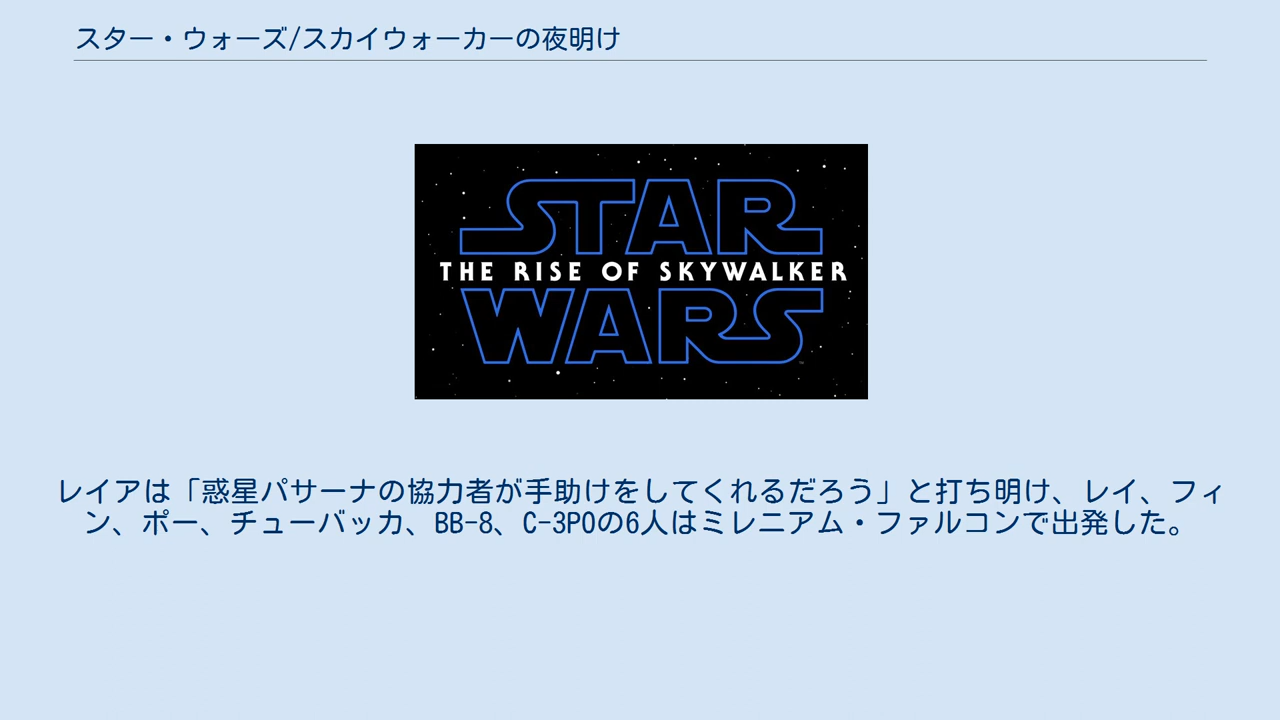 スター・ウォーズ/スカイウォーカーの夜明け
STAR
THE RISE OF SKYWALKER
WARS
レイアは「惑星パサーナの協力者が手助けをしてくれるだろう」と打ち明け、レイ、フィ
ン、ポー、チューバッカ、BB-8、C-3POの6人はミレニアム・ファルコンで出発した。